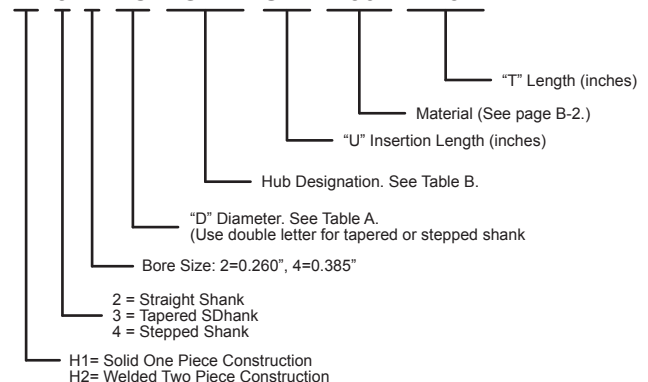 “T” Length (inches)
Material (See page B-2.)
“U” Insertion Length (inches)
Hub Designation. See Table B.
“D” Diameter. See Table A.
(Use double letter for tapered or stepped shank
Bore Size: 2=0.260”, 4=0.385”
2 = Straight Shank
3 = Tapered SDhank
4 = Stepped Shank
H1= Solid One Piece Construction
H2= Welded Two Piece Construction